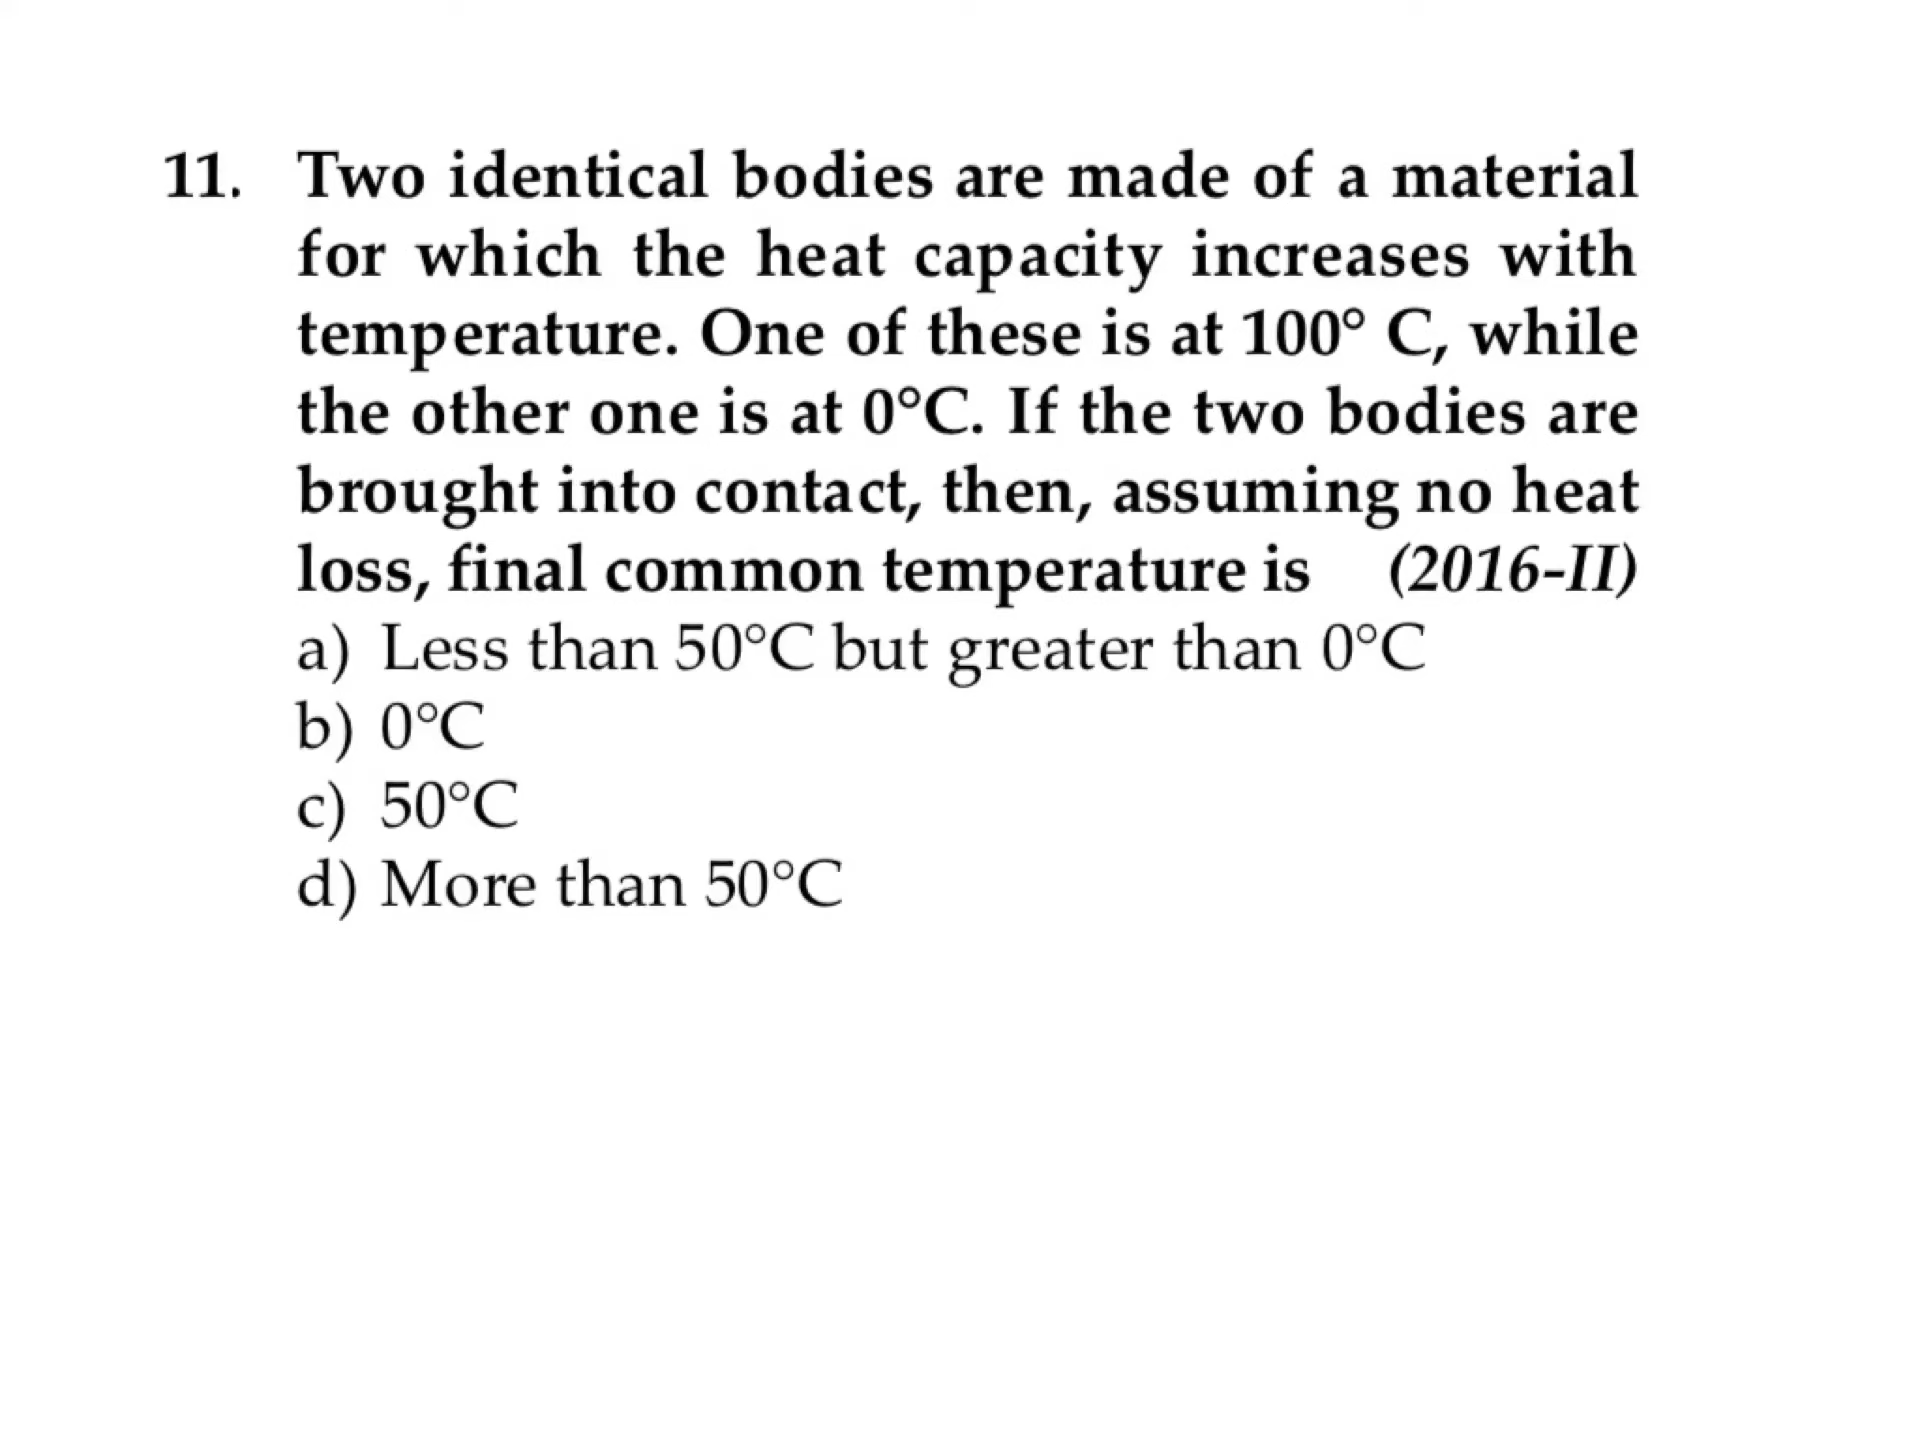 11. Two identical bodies are made of a material
for which the heat capacity increases with
temperature. One of these is at 100° C, while
the other one is at 0°C. If the two bodies are
brought into contact, then, assuming no heat
loss, final common temperature is (2016-II)
a) Less than 50°C but greater than 0°C
b) 0°C
c) 50°C
d) More than 50°C